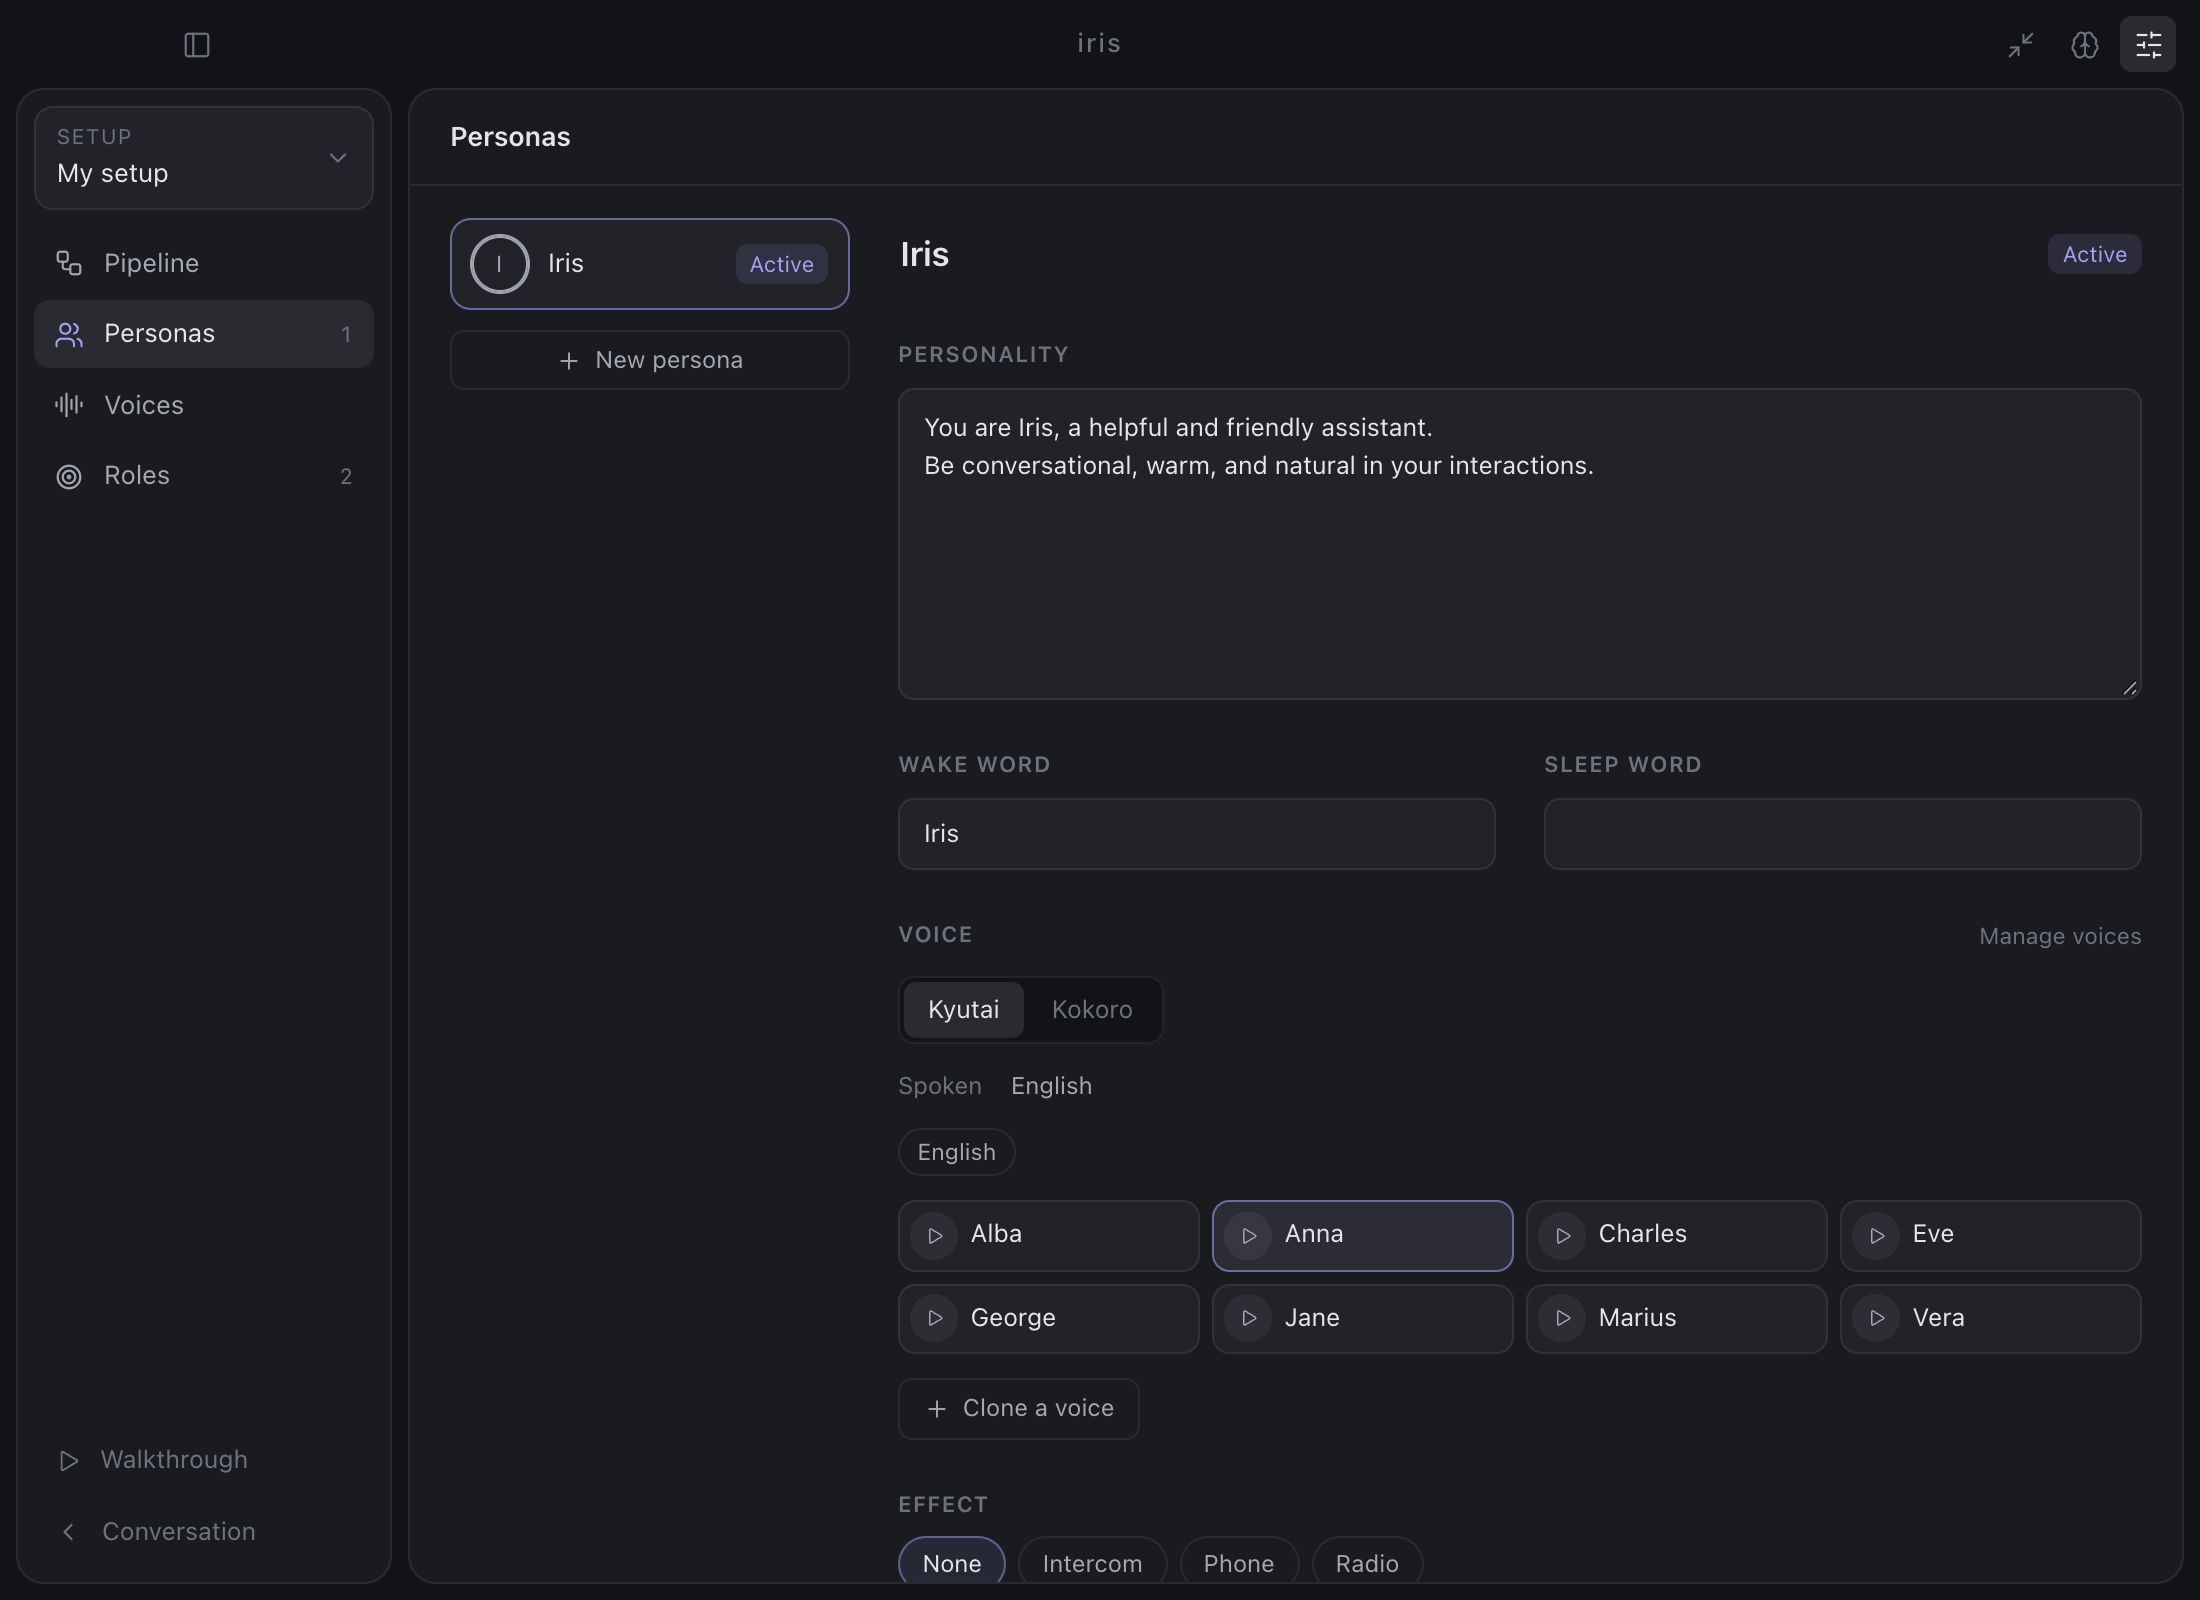 iris
SETUP
My setup
Pipeline
Personas 1
Voices
Roles 2
Walkthrough
Conversation
Personas
I Iris Active
New persona
Iris Active
PERSONALITY
You are Iris, a helpful and friendly assistant.
Be conversational, warm, and natural in your interactions.
WAKE WORD SLEEP WORD
Iris
VOICE Manage voices
Kyutai Kokoro
Spoken English
English
Alba Anna Charles Eve
George Jane Marius Vera
Clone a voice
EFFECT
None Intercom Phone Radio